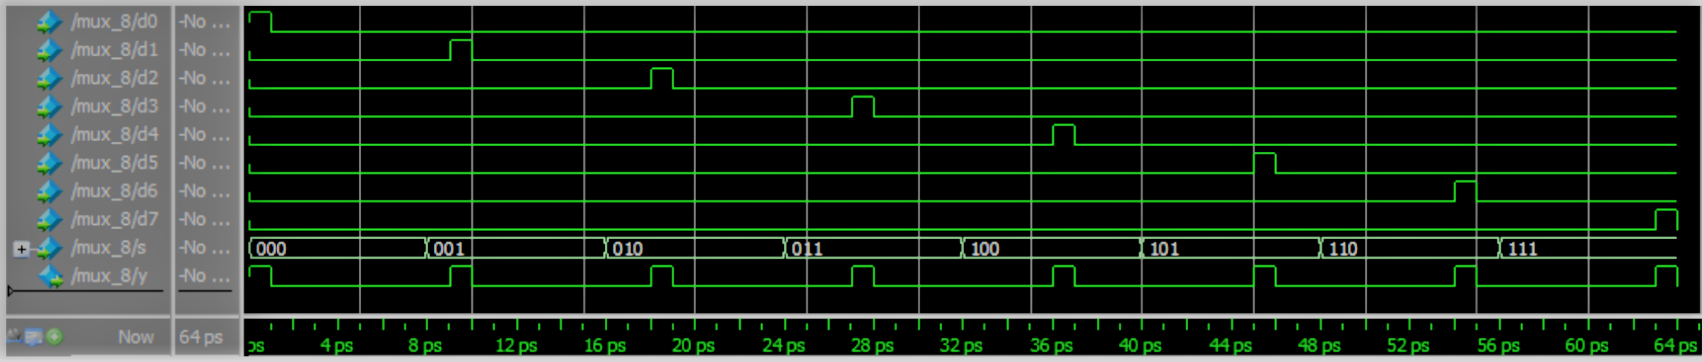 /mux_8/d0 -No ...
/mux_8/d1 -No ...
/mux_8/d2 -No ...
/mux_8/d3 -No ...
/mux_8/d4 -No ...
/mux_8/d5 -No ...
/mux_8/d6 -No ...
/mux_8/d7 -No ...
/mux_8/s -No ... 000 001 010 011 100 101 110 111
/mux_8/y -No ...
Now 64 ps ps 4 ps 8 ps 12 ps 16 ps 20 ps 24 ps 28 ps 32 ps 36 ps 40 ps 44 ps 48 ps 52 ps 56 ps 60 ps 64 ps